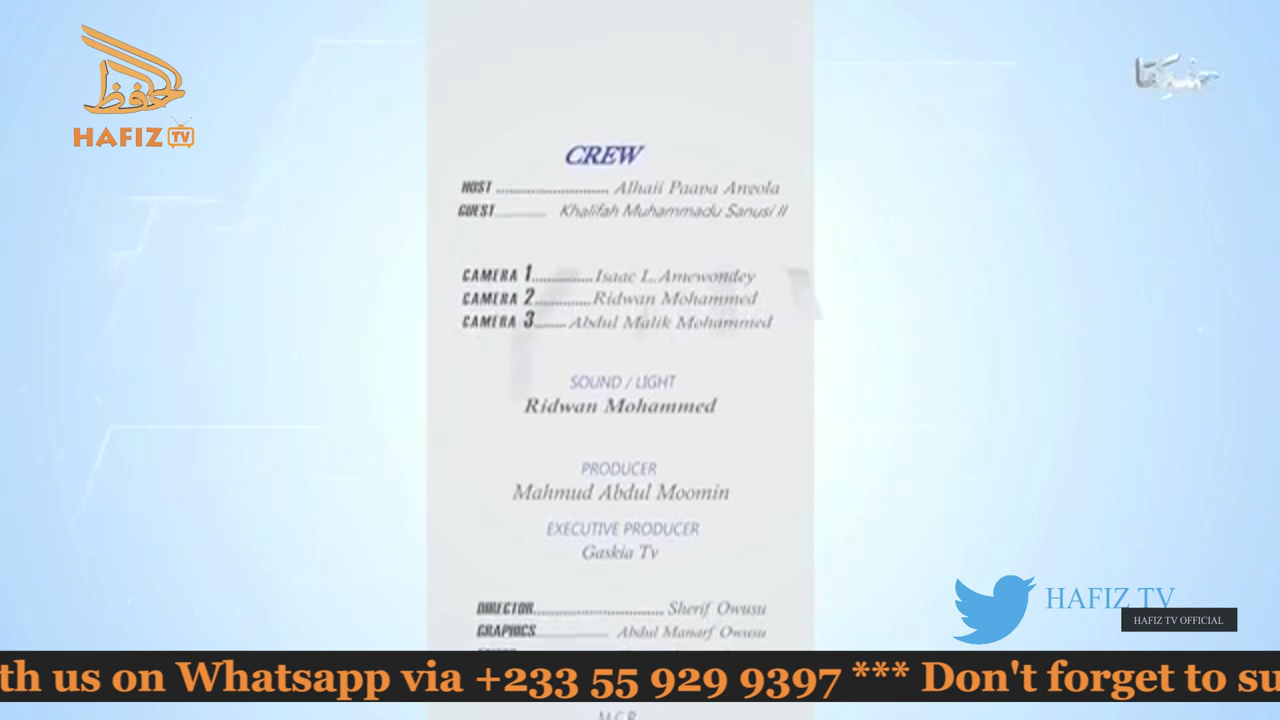 الحفظ
HAFIZ TV
CREW
HOST .............................. Alhaji Paapa Angola
GUEST.............. Khalifah Muhammadu Sanusi II
CAMERA 1................Isaac L.Amewondey
CAMERA 2...............Ridwan Mohammed
CAMERA 3........Abdul Malik Mohammed
SOUND / LIGHT
Ridwan Mohammed
PRODUCER
Mahmud Abdul Moomin
EXECUTIVE PRODUCER
Gaskia Tv
DIRECTOR................................... Sherif Owusu
GRAPHICS.................... Abdul Manarf Owusu
HAFIZ TV
HAFIZ TV OFFICIAL
th us on Whatsapp via +233 55 929 9397 *** Don't forget to su
M.C.R